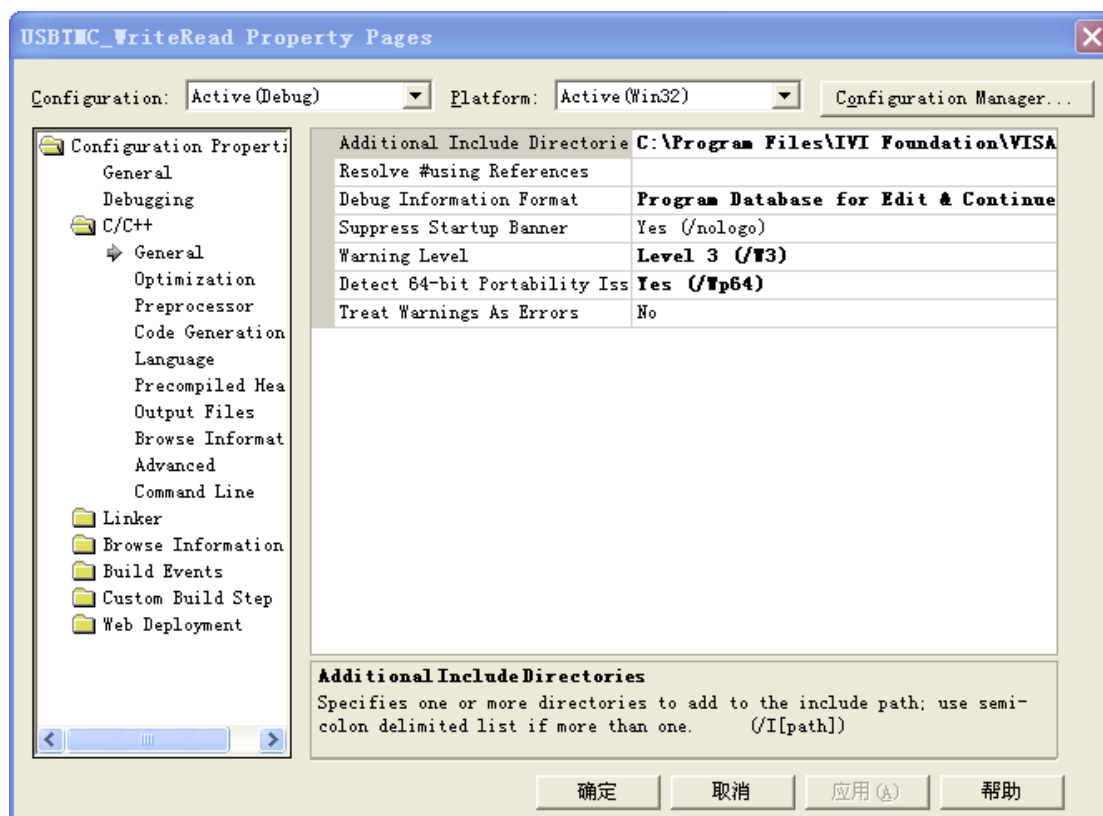 USBTMC_WriteRead Property Pages
Configuration: Active(Debug) Platform: Active(Win32) Configuration Manager...
Configuration Properti
General
Debugging
C/C++
General
Optimization
Preprocessor
Code Generation
Language
Precompiled Hea
Output Files
Browse Informat
Advanced
Command Line
Linker
Browse Information
Build Events
Custom Build Step
Web Deployment
Additional Include Directorie C:\Program Files\IVI Foundation\VISA
Resolve #using References
Debug Information Format Program Database for Edit & Continue
Suppress Startup Banner Yes (/nologo)
Warning Level Level 3 (/W3)
Detect 64-bit Portability Iss Yes (/Wp64)
Treat Warnings As Errors No
Additional Include Directories
Specifies one or more directories to add to the include path; use semi-
colon delimited list if more than one. (/I[path])
确定 取消 应用(A) 帮助